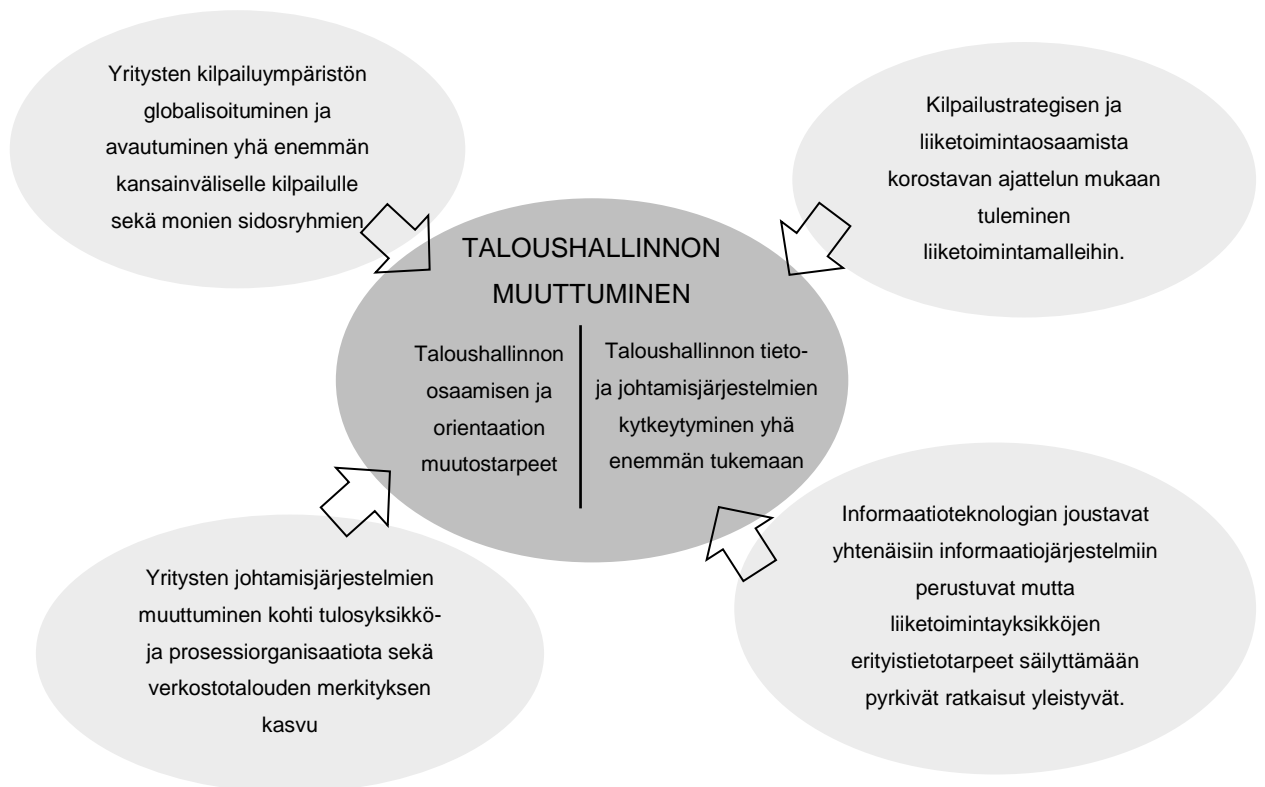 Yritysten kilpailuympäristön
globalisoituminen ja
avautuminen yhä enemmän
kansainväliselle kilpailulle
sekä monien sidosryhmien
Kilpailustrategisen ja
liiketoimintaosaamista
korostavan ajattelun mukaan
tuleminen
liiketoimintamalleihin.
TALOUSHALLINNON
MUUTTUMINEN
Taloushallinnon
osaamisen ja
orientaation
muutostarpeet
Taloushallinnon tieto-
ja johtamisjärjestelmien
kytkeytyminen yhä
enemmän tukemaan
Yritysten johtamisjärjestelmien
muuttuminen kohti tulosyksikkö-
ja prosessiorganisaatiota sekä
verkostotalouden merkityksen
kasvu
Informaatioteknologian joustavat
yhtenäisiin informaatiojärjestelmiin
perustuvat mutta
liiketoimintayksikköjen
erityistietotarpeet säilyttämään
pyrkivät ratkaisut yleistyvät.